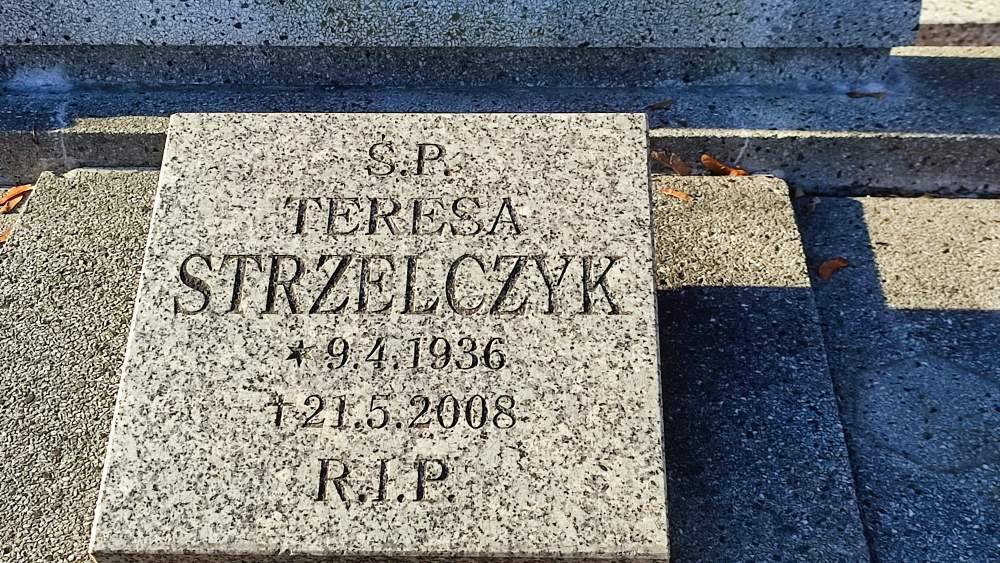 Ś.P.
TERESA
STRZELCZYK
★ 9.4.1936
† 21.5.2008
R.I.P.